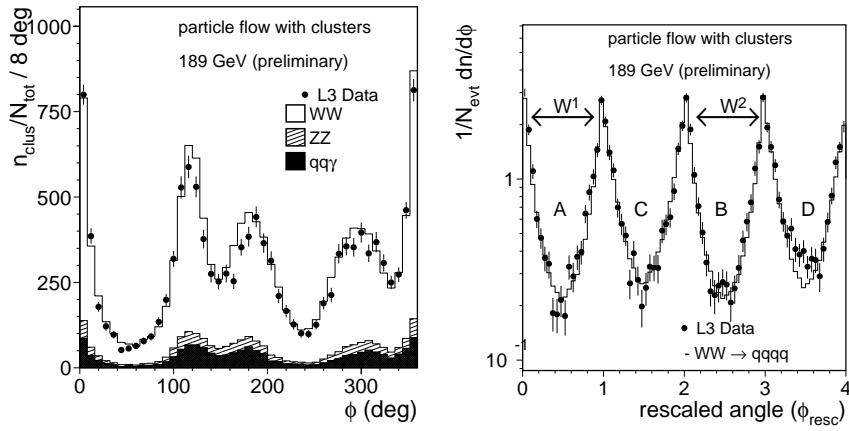 particle flow with clusters
189 GeV (preliminary)
L3 Data
WW
ZZ
qqγ
n_clus/N_tot / 8 deg
1000
750
500
250
0
0 100 200 300
ϕ (deg)
particle flow with clusters
189 GeV (preliminary)
W¹ W²
A C B D
L3 Data
- WW → qqqq
1/N_evt dn/dϕ
1
10⁻¹
0 1 2 3 4
rescaled angle (ϕ_resc)